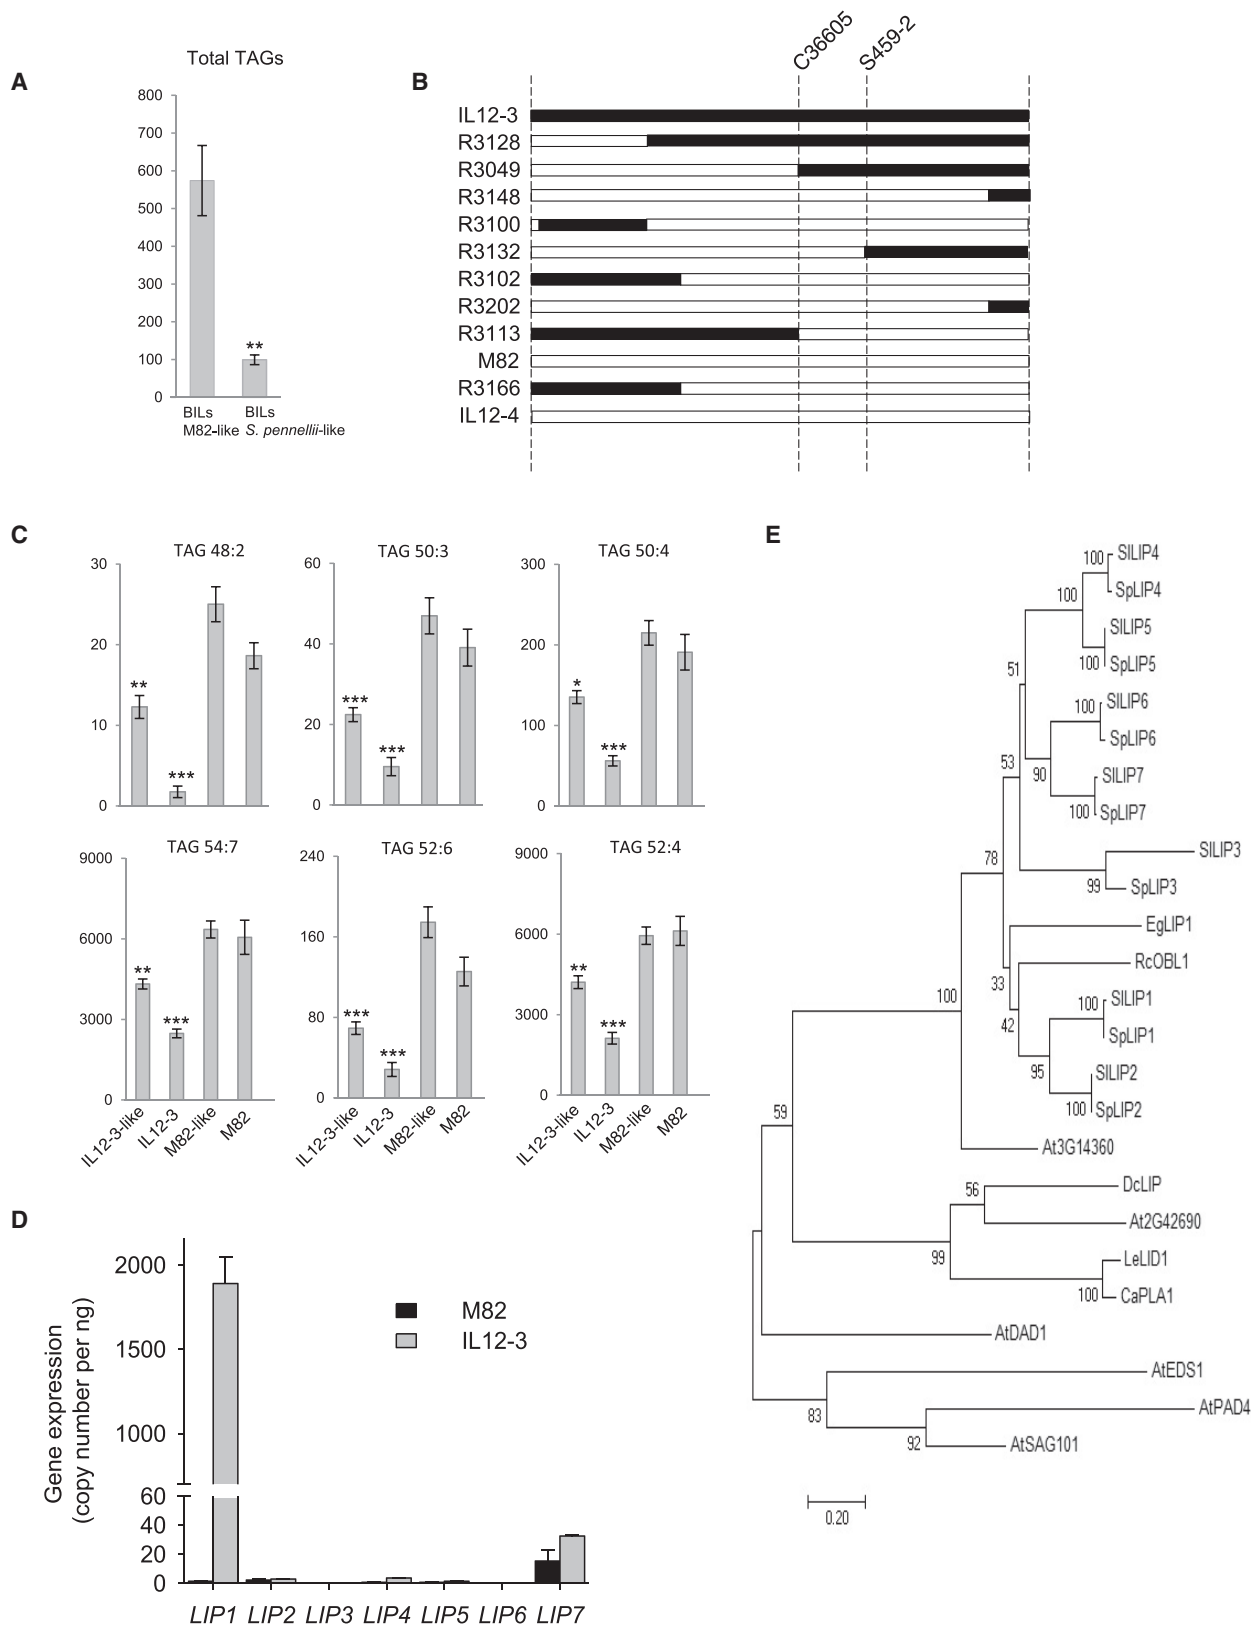 A
Total TAGs
800
700
600
500
400
300
200
100
0
**
BILs
M82-like
BILs
S. pennellii-like
B
C36605
S459-2
IL12-3
R3128
R3049
R3148
R3100
R3132
R3102
R3202
R3113
M82
R3166
IL12-4
C
TAG 48:2
30
20
10
0
**
***
TAG 50:3
60
40
20
0
***
***
TAG 50:4
300
200
100
0
*
***
TAG 54:7
9000
6000
3000
0
**
***
IL12-3-like
IL12-3
M82-like
M82
TAG 52:6
240
160
80
0
***
***
IL12-3-like
IL12-3
M82-like
M82
TAG 52:4
9000
6000
3000
0
**
***
IL12-3-like
IL12-3
M82-like
M82
D
Gene expression
(copy number per ng)
2000
1500
1000
60
40
20
0
M82
IL12-3
LIP1 LIP2 LIP3 LIP4 LIP5 LIP6 LIP7
E
100 SlLIP4
SpLIP4
100
SlLIP5
100 SpLIP5
51
100 SlLIP6
SpLIP6
53
90
SlLIP7
100 SpLIP7
78
SlLIP3
99 SpLIP3
EgLIP1
RcOBL1
33
100
100 SlLIP1
42
SpLIP1
95
SlLIP2
100 SpLIP2
59
At3G14360
56 DcLIP
At2G42690
99
LeLID1
100 CaPLA1
AtDAD1
AtEDS1
83
AtPAD4
92 AtSAG101
0.20